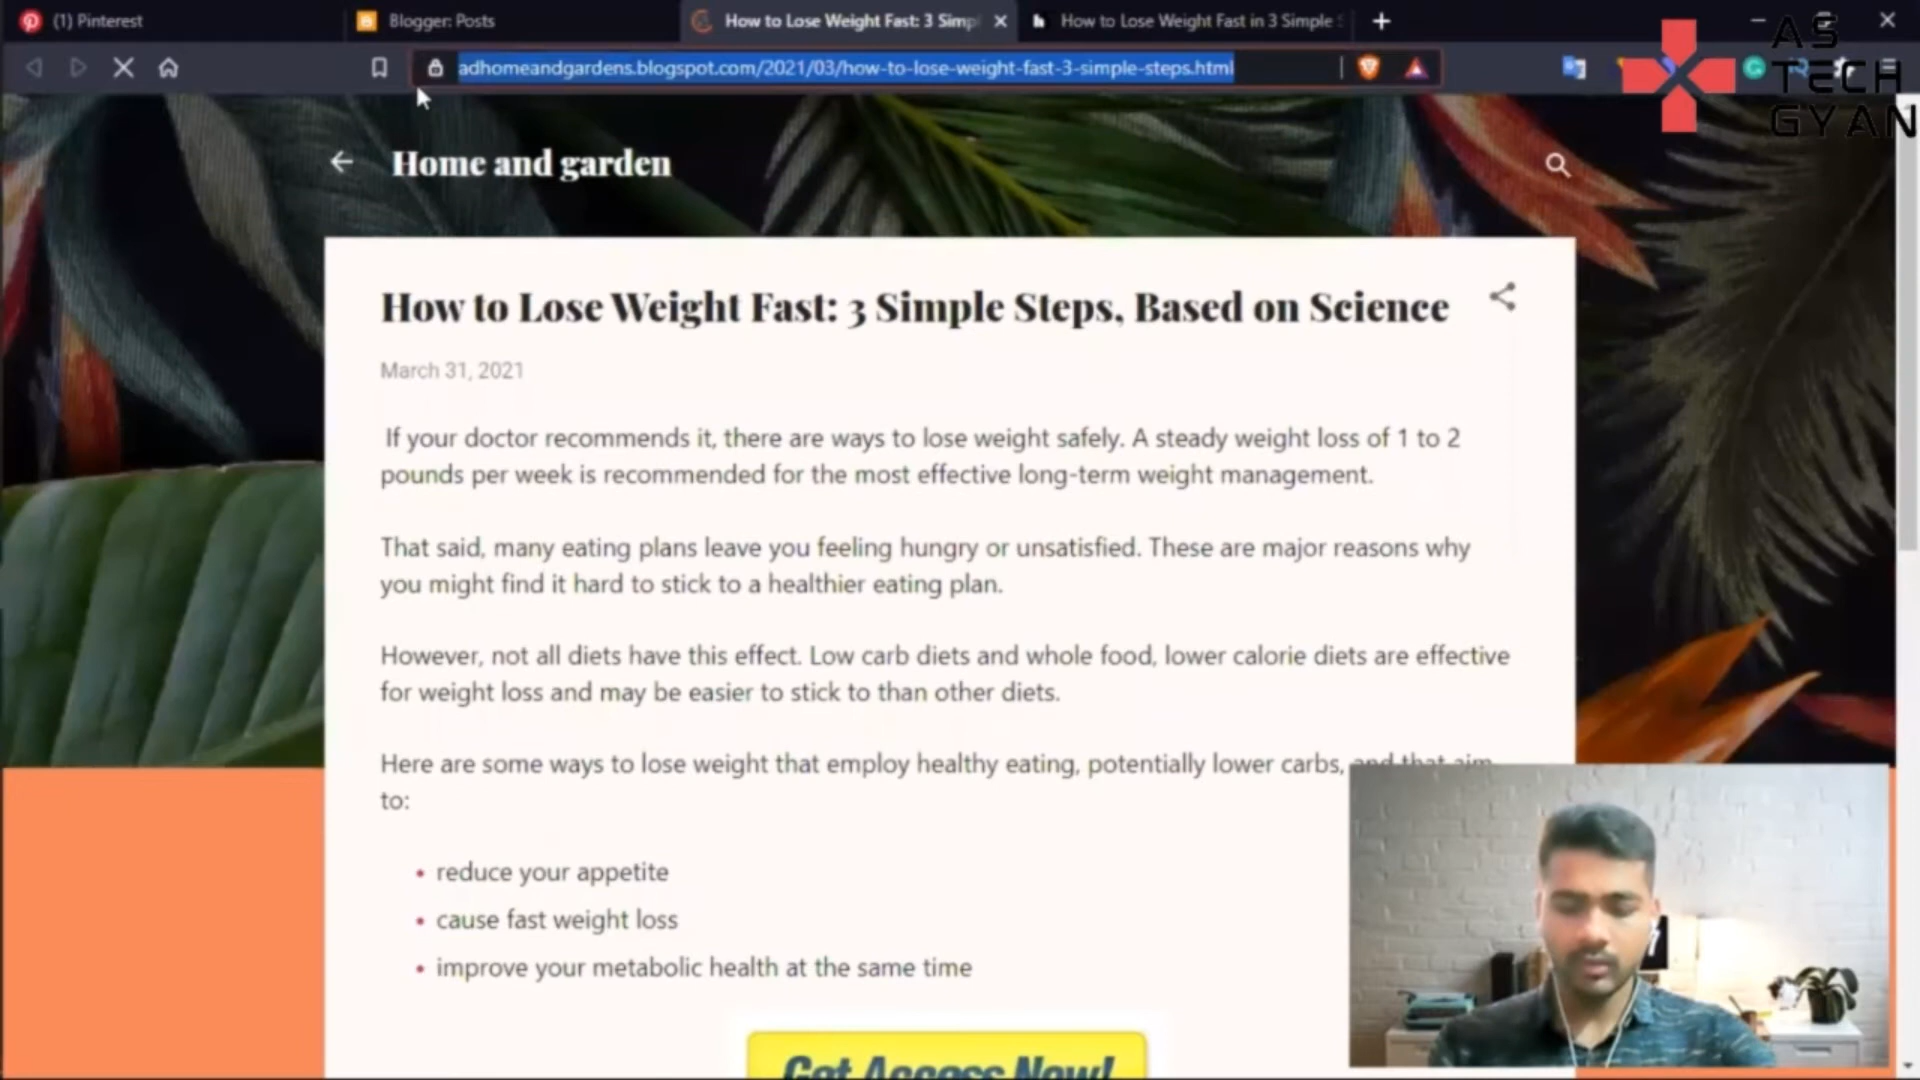 (1) Pinterest
Blogger: Posts
How to Lose Weight Fast: 3 Simp
How to Lose Weight Fast in 3 Simple
adhomeandgardens.blogspot.com/2021/03/how-to-lose-weight-fast-3-simple-steps.html
AS
TECH
GYAN
Home and garden
How to Lose Weight Fast: 3 Simple Steps, Based on Science
March 31, 2021
If your doctor recommends it, there are ways to lose weight safely. A steady weight loss of 1 to 2
pounds per week is recommended for the most effective long-term weight management.
That said, many eating plans leave you feeling hungry or unsatisfied. These are major reasons why
you might find it hard to stick to a healthier eating plan.
However, not all diets have this effect. Low carb diets and whole food, lower calorie diets are effective
for weight loss and may be easier to stick to than other diets.
Here are some ways to lose weight that employ healthy eating, potentially lower carbs, and that aim
to:
• reduce your appetite
• cause fast weight loss
• improve your metabolic health at the same time
Get Access Now!